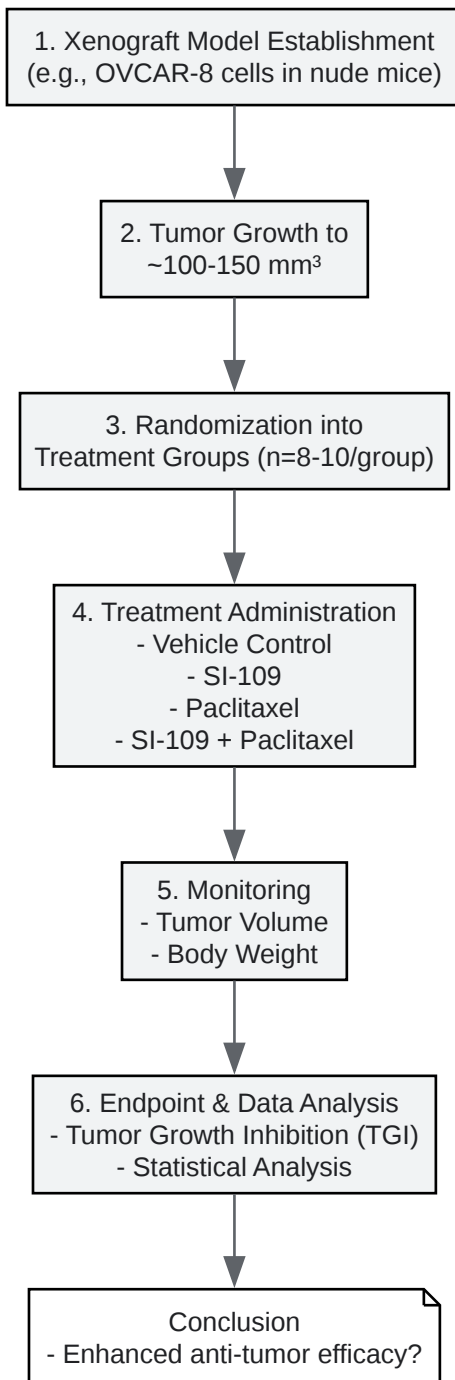 1. Xenograft Model Establishment
(e.g., OVCAR-8 cells in nude mice)
2. Tumor Growth to
~100-150 mm³
3. Randomization into
Treatment Groups (n=8-10/group)
4. Treatment Administration
- Vehicle Control
- SI-109
- Paclitaxel
- SI-109 + Paclitaxel
5. Monitoring
- Tumor Volume
- Body Weight
6. Endpoint & Data Analysis
- Tumor Growth Inhibition (TGI)
- Statistical Analysis
Conclusion
- Enhanced anti-tumor efficacy?